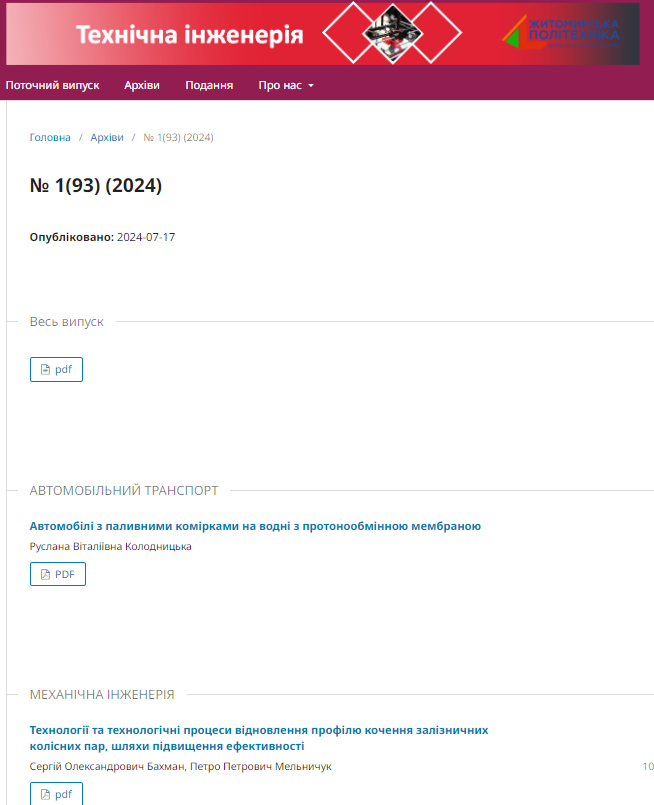 Технічна інженерія
ЖИТОМИРСЬКА
ПОЛІТЕХНІКА
Поточний випуск Архіви Подання Про нас
Головна / Архіви / № 1(93) (2024)
№ 1(93) (2024)
Опубліковано: 2024-07-17
Весь випуск
pdf
АВТОМОБІЛЬНИЙ ТРАНСПОРТ
Автомобілі з паливними комірками на водні з протонообмінною мембраною
Руслана Віталіївна Колодницька
PDF
МЕХАНІЧНА ІНЖЕНЕРІЯ
Технології та технологічні процеси відновлення профілю кочення залізничних
колісних пар, шляхи підвищення ефективності
Сергій Олександрович Бахман, Петро Петрович Мельничук 10
pdf